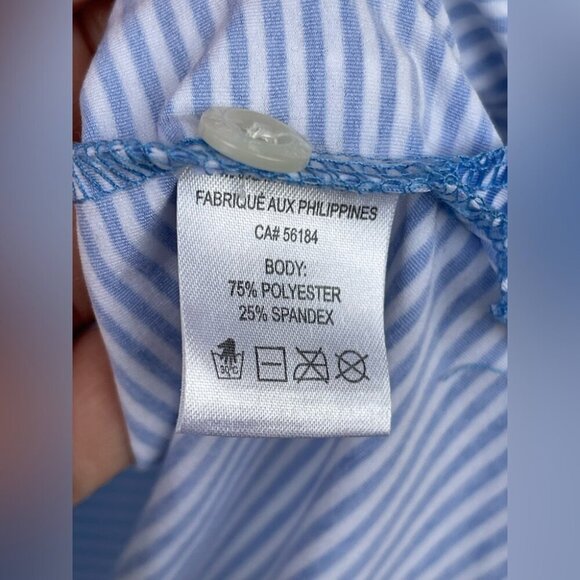 FABRIQUÉ AUX PHILIPPINES
CA# 56184
BODY:
75% POLYESTER
25% SPANDEX
30°C